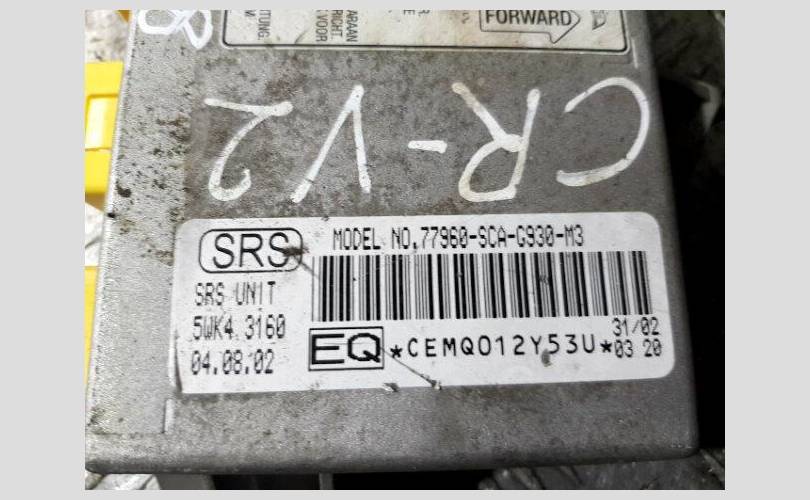 FORWARD
CR-V2
SRS
MODEL NO.77960-SCA-G930-M3
SRS UNIT
5WK4 3160
04.08.02
EQ
*CEMQ012Y53U*
31/02
03 20